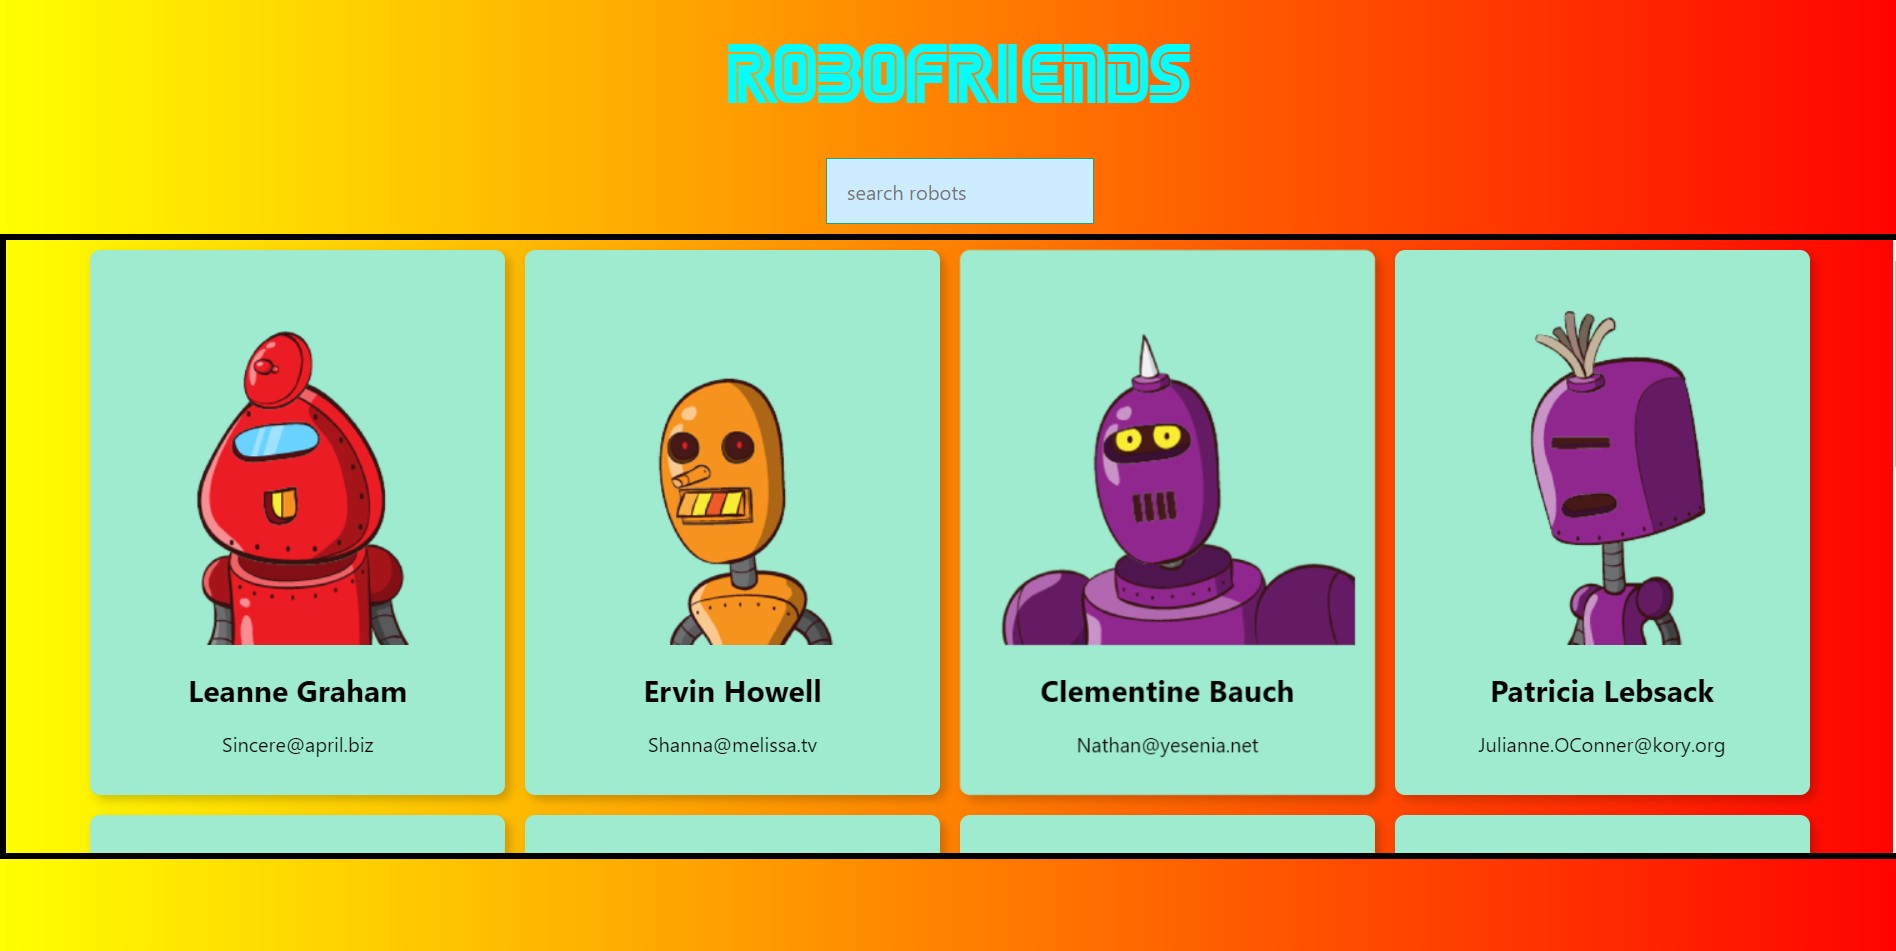 ROBOFRIENDS
search robots
Leanne Graham
Sincere@april.biz
Ervin Howell
Shanna@melissa.tv
Clementine Bauch
Nathan@yesenia.net
Patricia Lebsack
Julianne.OConner@kory.org